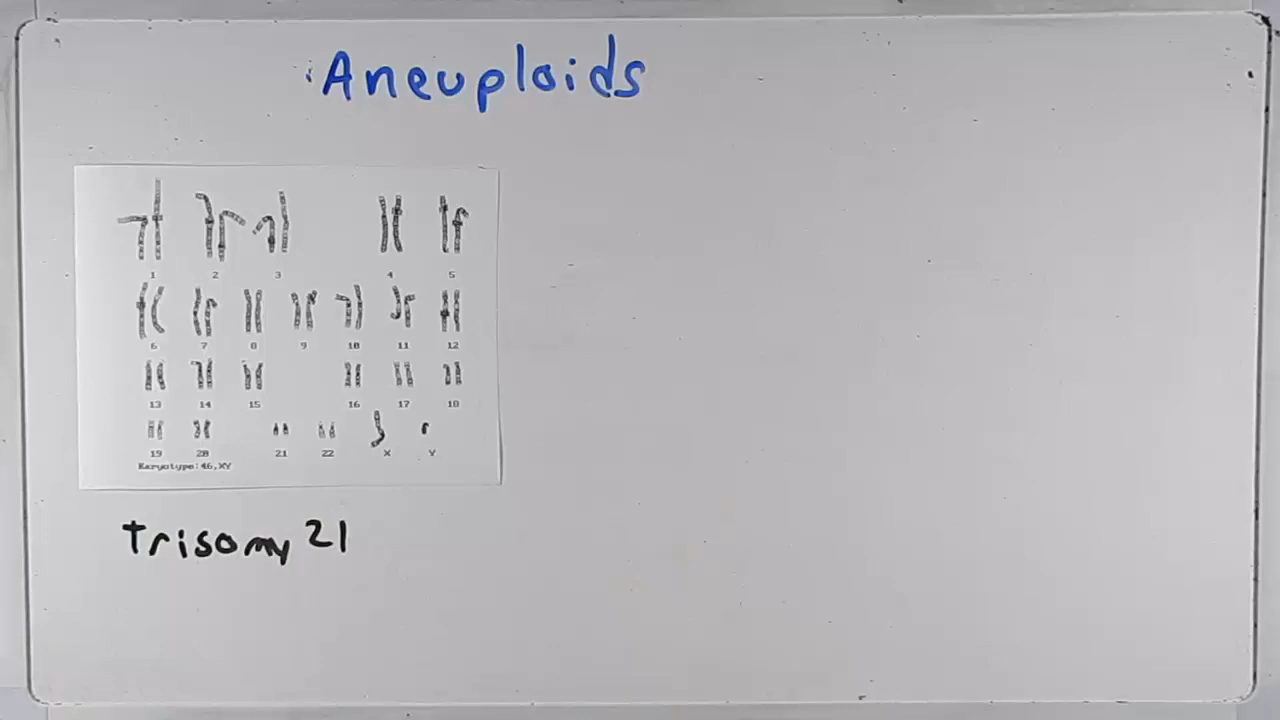 Aneuploids
1 2 3 4 5
6 7 8 9 10 11 12
13 14 15 16 17 18
19 20 21 22 X Y
Karyotype:46,XY
Trisomy 21